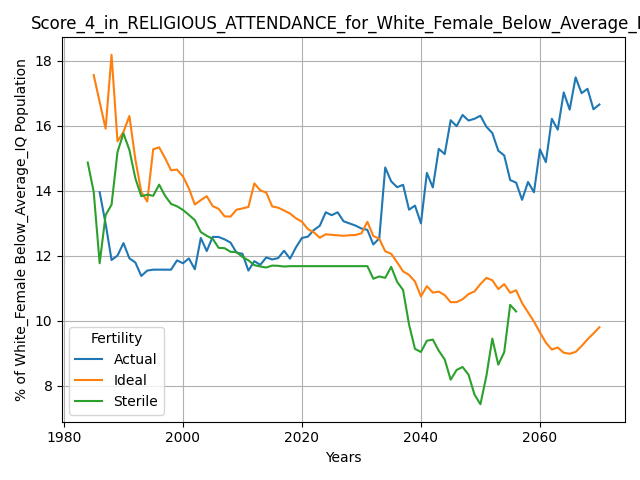 Score_4_in_RELIGIOUS_ATTENDANCE_for_White_Female_Below_Average_I
% of White_Female Below_Average_IQ Population
18
16
14
12
10
8
Fertility
Actual
Ideal
Sterile
1980
2000
2020
2040
2060
Years